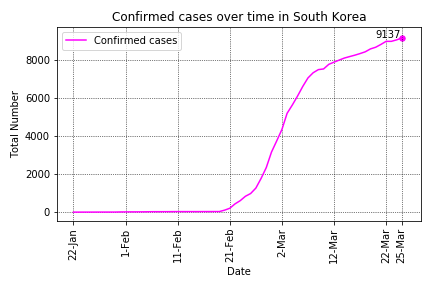 Confirmed cases over time in South Korea
Confirmed cases
9137
Total Number
8000
6000
4000
2000
0
22-Jan
1-Feb
11-Feb
21-Feb
2-Mar
12-Mar
22-Mar
25-Mar
Date